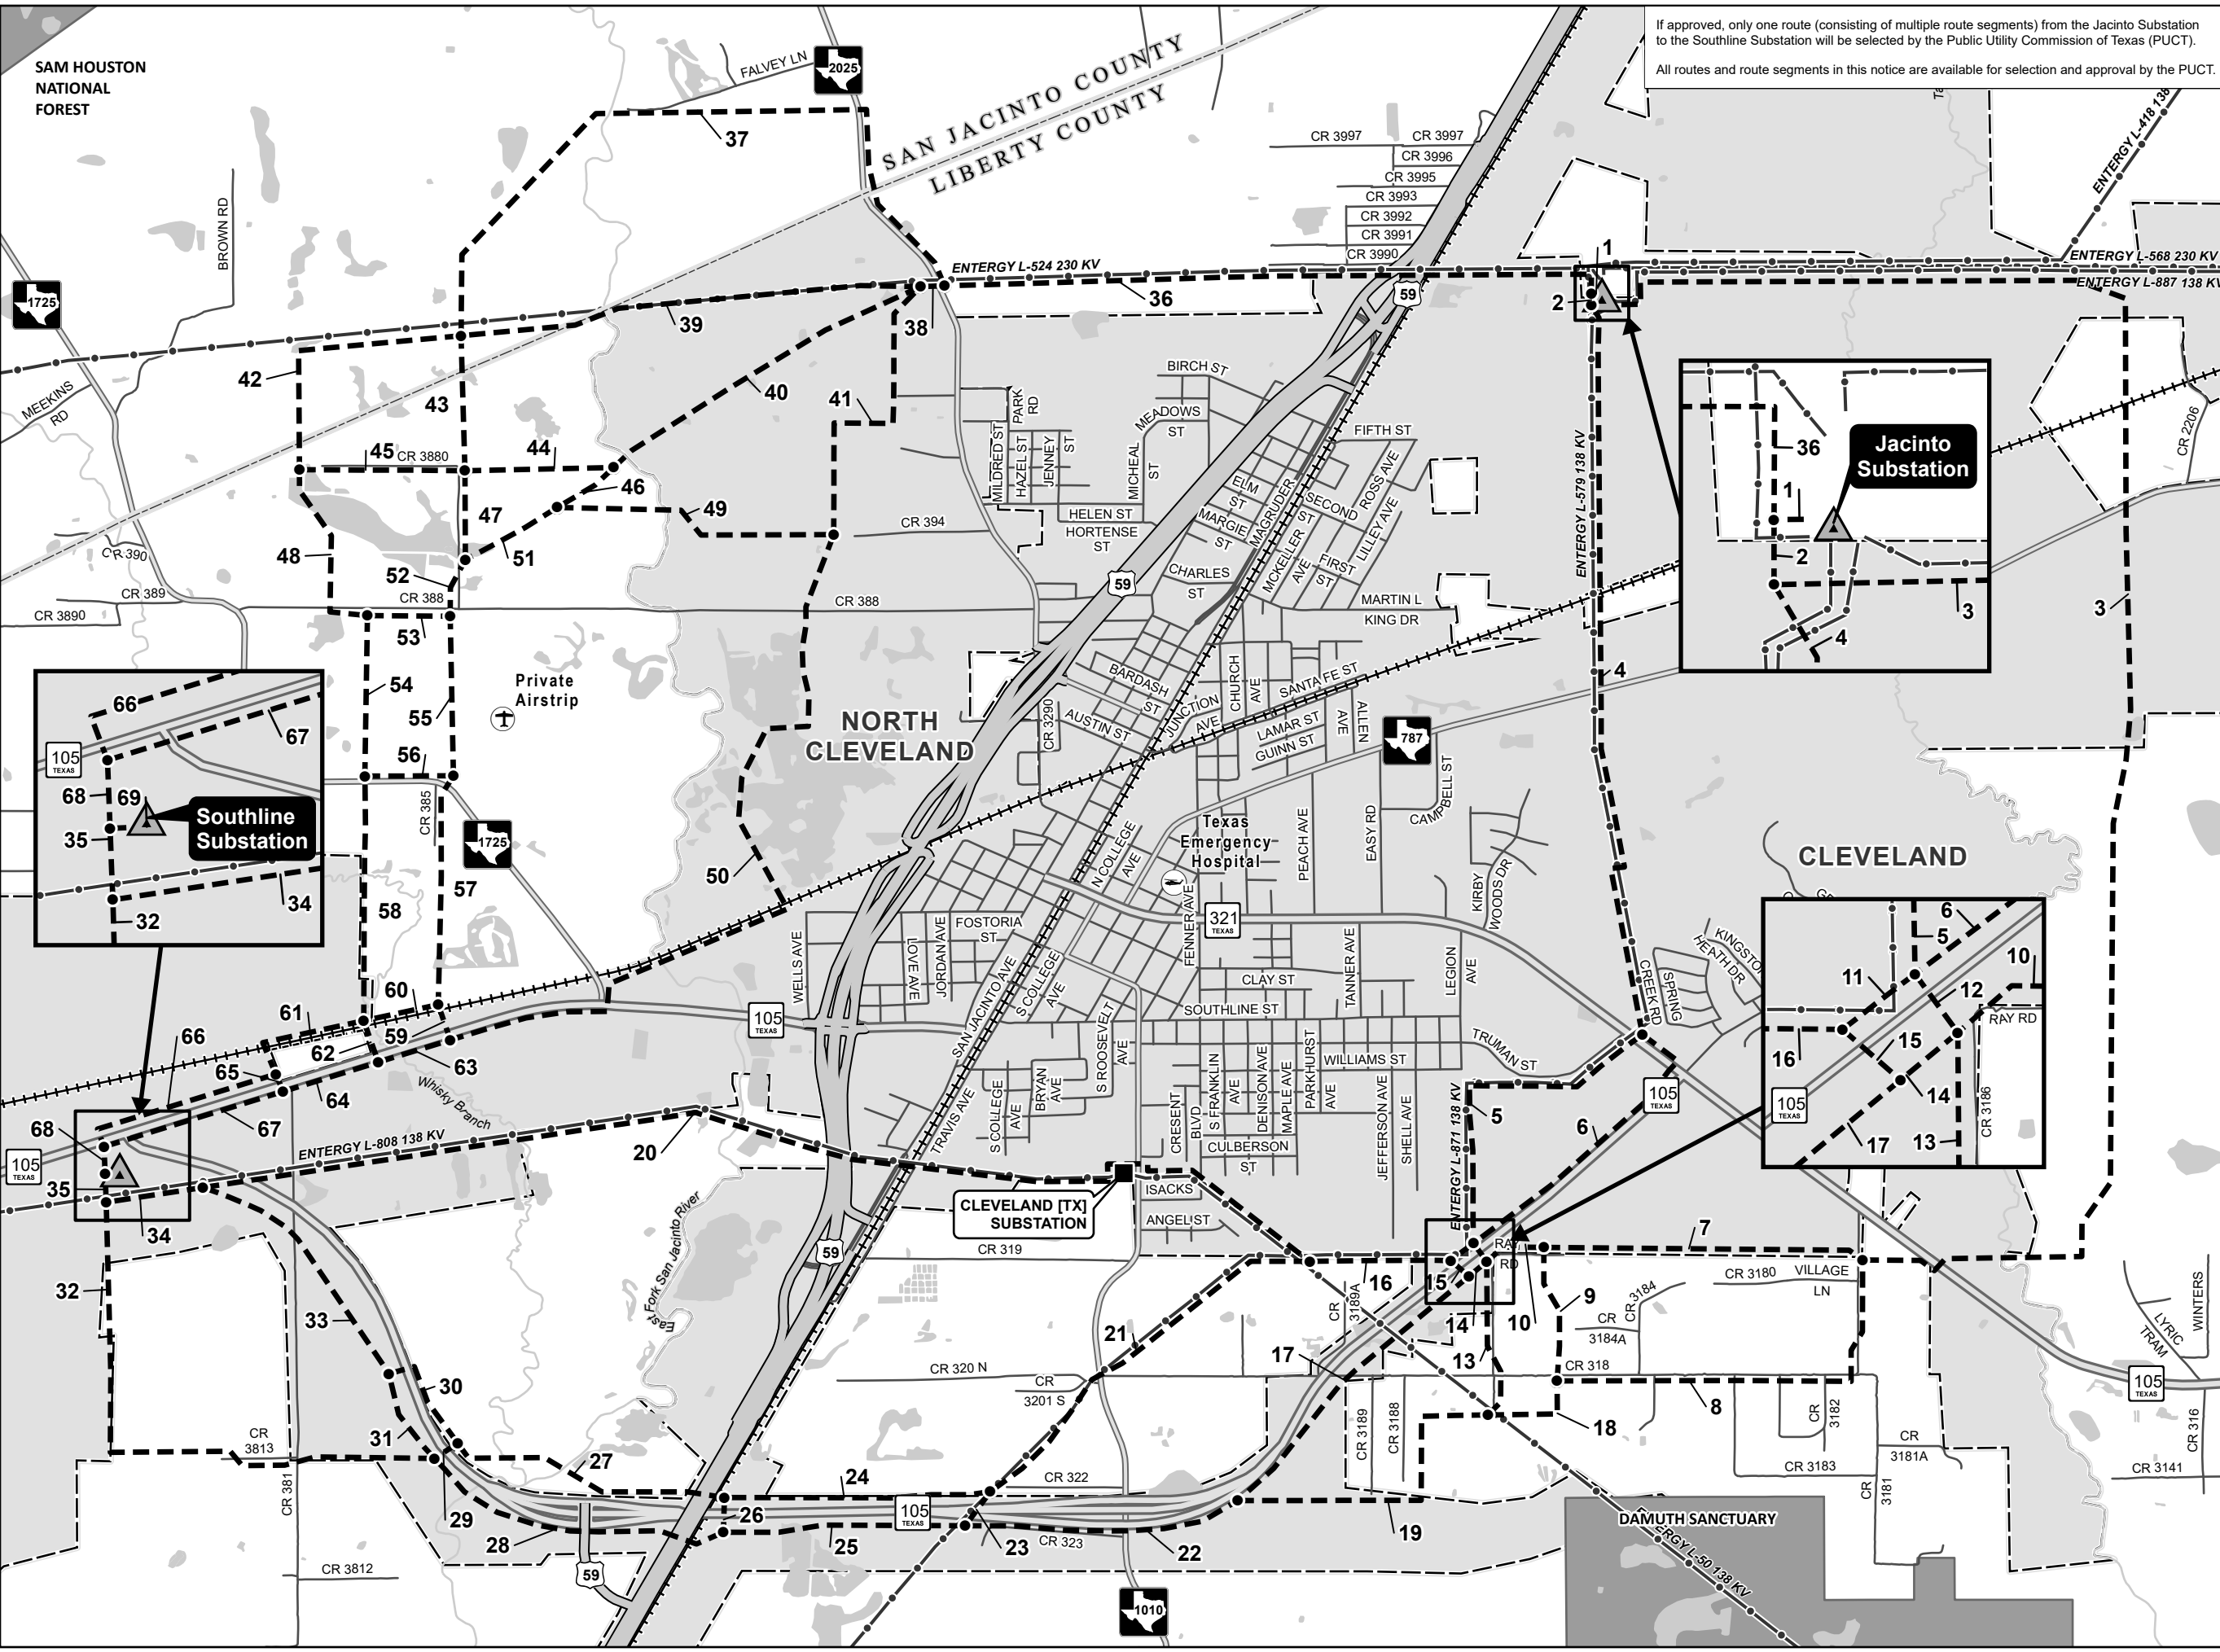 If approved, only one route (consisting of multiple route segments) from the Jacinto Substation
to the Southline Substation will be selected by the Public Utility Commission of Texas (PUCT).
All routes and route segments in this notice are available for selection and approval by the PUCT.
SAM HOUSTON
NATIONAL
FOREST
FALVEY LN
2025
SAN JACINTO COUNTY
LIBERTY COUNTY
37
CR 3997
CR 3997
CR 3996
CR 3995
CR 3993
CR 3992
CR 3991
CR 3990
ENTERGY L-418 138
BROWN RD
1725
ENTERGY L-524 230 KV
ENTERGY L-568 230 KV
ENTERGY L-887 138 KV
1
2
36
59
38
39
42
MEEKINS
RD
43
40
41
BIRCH ST
MEADOWS
ST
PARK
RD
MILDRED ST
HAZEL ST
JENNEY
ST
MICHEAL
ST
FIFTH ST
ELM
ST
ROSS AVE
SECOND
ST
LILLEY AVE
MARGIE
ST
MAGRUDER
MCKELLER
AVE
FIRST
ST
HELEN ST
HORTENSE
ST
CHARLES
ST
MARTIN L
KING DR
ENTERGY L-579 138 KV
Jacinto
Substation
36
1
2
3
4
CR 2206
3
45
CR 3880
44
46
47
49
CR 394
48
51
52
CR 390
CR 389
CR 388
CR 388
CR 3890
53
59
54
55
56
Private
Airstrip
NORTH
CLEVELAND
BARDASH
ST
CHURCH
AVE
SANTA FE ST
JUNCTION
AVE
LAMAR ST
GUINN ST
ALLEN
AVE
CR 3290
AUSTIN ST
787
4
66
67
105
TEXAS
68
69
35
Southline
Substation
34
32
CR 385
1725
57
58
50
N COLLEGE
AVE
Texas
Emergency
Hospital
PEACH AVE
EASY RD
CAMPBELL ST
KIRBY
WOODS DR
CLEVELAND
FENNER AVE
321
TEXAS
FOSTORIA
ST
WELLS AVE
LOVE AVE
JORDAN AVE
SAN JACINTO AVE
S COLLEGE
AVE
CLAY ST
SOUTHLINE ST
TANNER AVE
LEGION
AVE
CREEK RD
SPRING
KINGSTON
HEATH DR
5
6
10
11
12
RAY RD
16
15
105
TEXAS
14
CR 3186
17
13
60
61
59
62
63
66
65
64
67
68
Whisky Branch
105
TEXAS
S ROOSEVELT
AVE
WILLIAMS ST
TRUMAN ST
S FRANKLIN
AVE
DENISON AVE
MAPLE AVE
PARKHURST
AVE
JEFFERSON AVE
SHELL AVE
CRESENT
BLVD
BRYAN
AVE
S COLLEGE
AVE
TRAVIS AVE
CULBERSON
ST
ENTERGY L-871 138 KV
5
6
105
TEXAS
ENTERGY L-808 138 KV
20
CLEVELAND [TX]
SUBSTATION
ISACKS
ANGEL ST
105
TEXAS
35
34
32
33
East Fork San Jacinto River
59
CR 319
21
CR 320 N
CR
3201 S
17
16
15
14
10
13
RAY
RD
7
9
CR
3189A
CR 3180
VILLAGE
LN
CR 3184
CR
3184A
CR 318
8
18
CR
3182
CR
3181A
CR 3183
CR
3181
CR 3189
CR 3188
19
WINTERS
LYRIC
TRAM
105
TEXAS
CR 316
CR 3141
30
31
CR
3813
CR 381
CR 3812
27
29
28
24
CR 322
105
TEXAS
26
25
23
CR 323
22
59
1010
DAMUTH SANCTUARY
ENTERGY L-50 138 KV